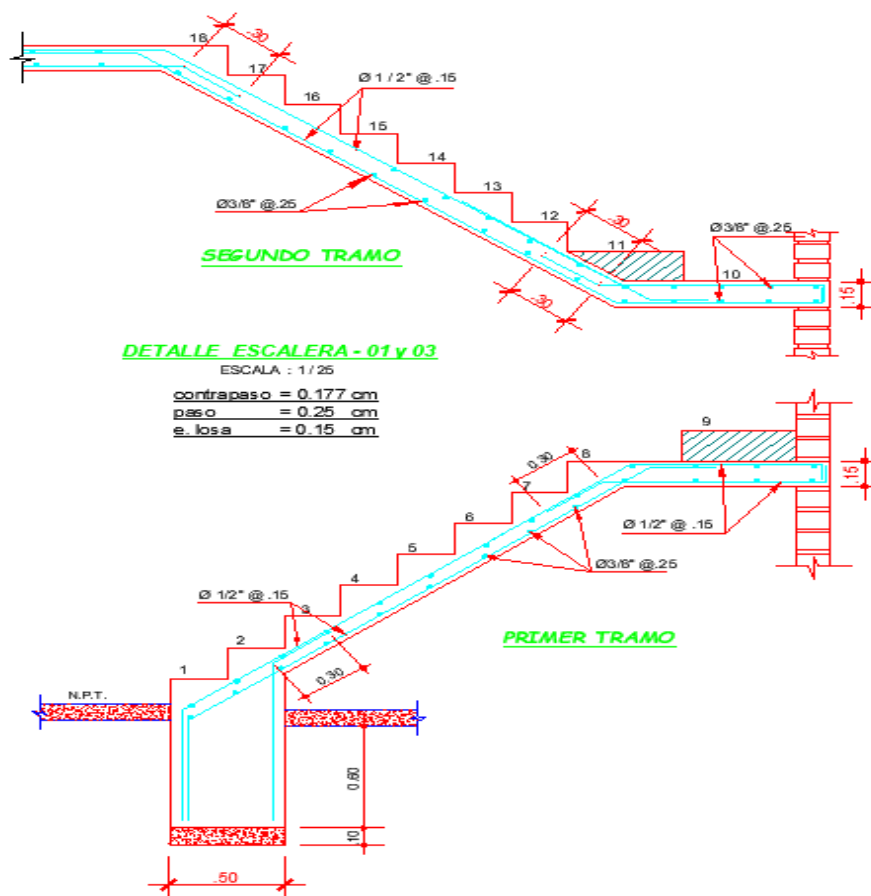 18
.30
17
Ø 1 / 2" @ .15
16
15
14
13
Ø3/8" @.25
12
.30
Ø3/8" @.25
11
SEGUNDO TRAMO
10
.15
.30
DETALLE ESCALERA - 01 y 03
ESCALA : 1 / 25
contrapaso = 0.177 cm
paso = 0.25 cm
e. losa = 0.15 cm
9
0.30
8
.15
7
6
Ø 1/2" @ .15
5
Ø3/8" @.25
4
Ø 1/2" @ .15
3
PRIMER TRAMO
2
0.30
1
N.P.T.
0.60
.10
.50